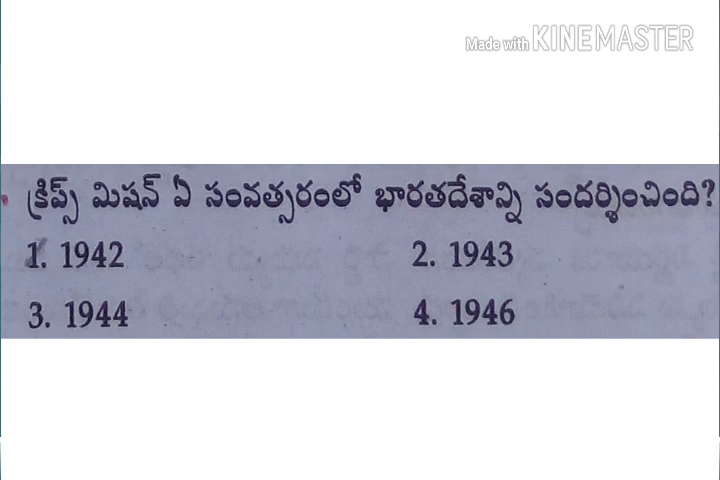 Made with KINEMASTER
క్రిప్స్ మిషన్ ఏ సంవత్సరంలో భారతదేశాన్ని సందర్శించింది?
1. 1942 2. 1943
3. 1944 4. 1946